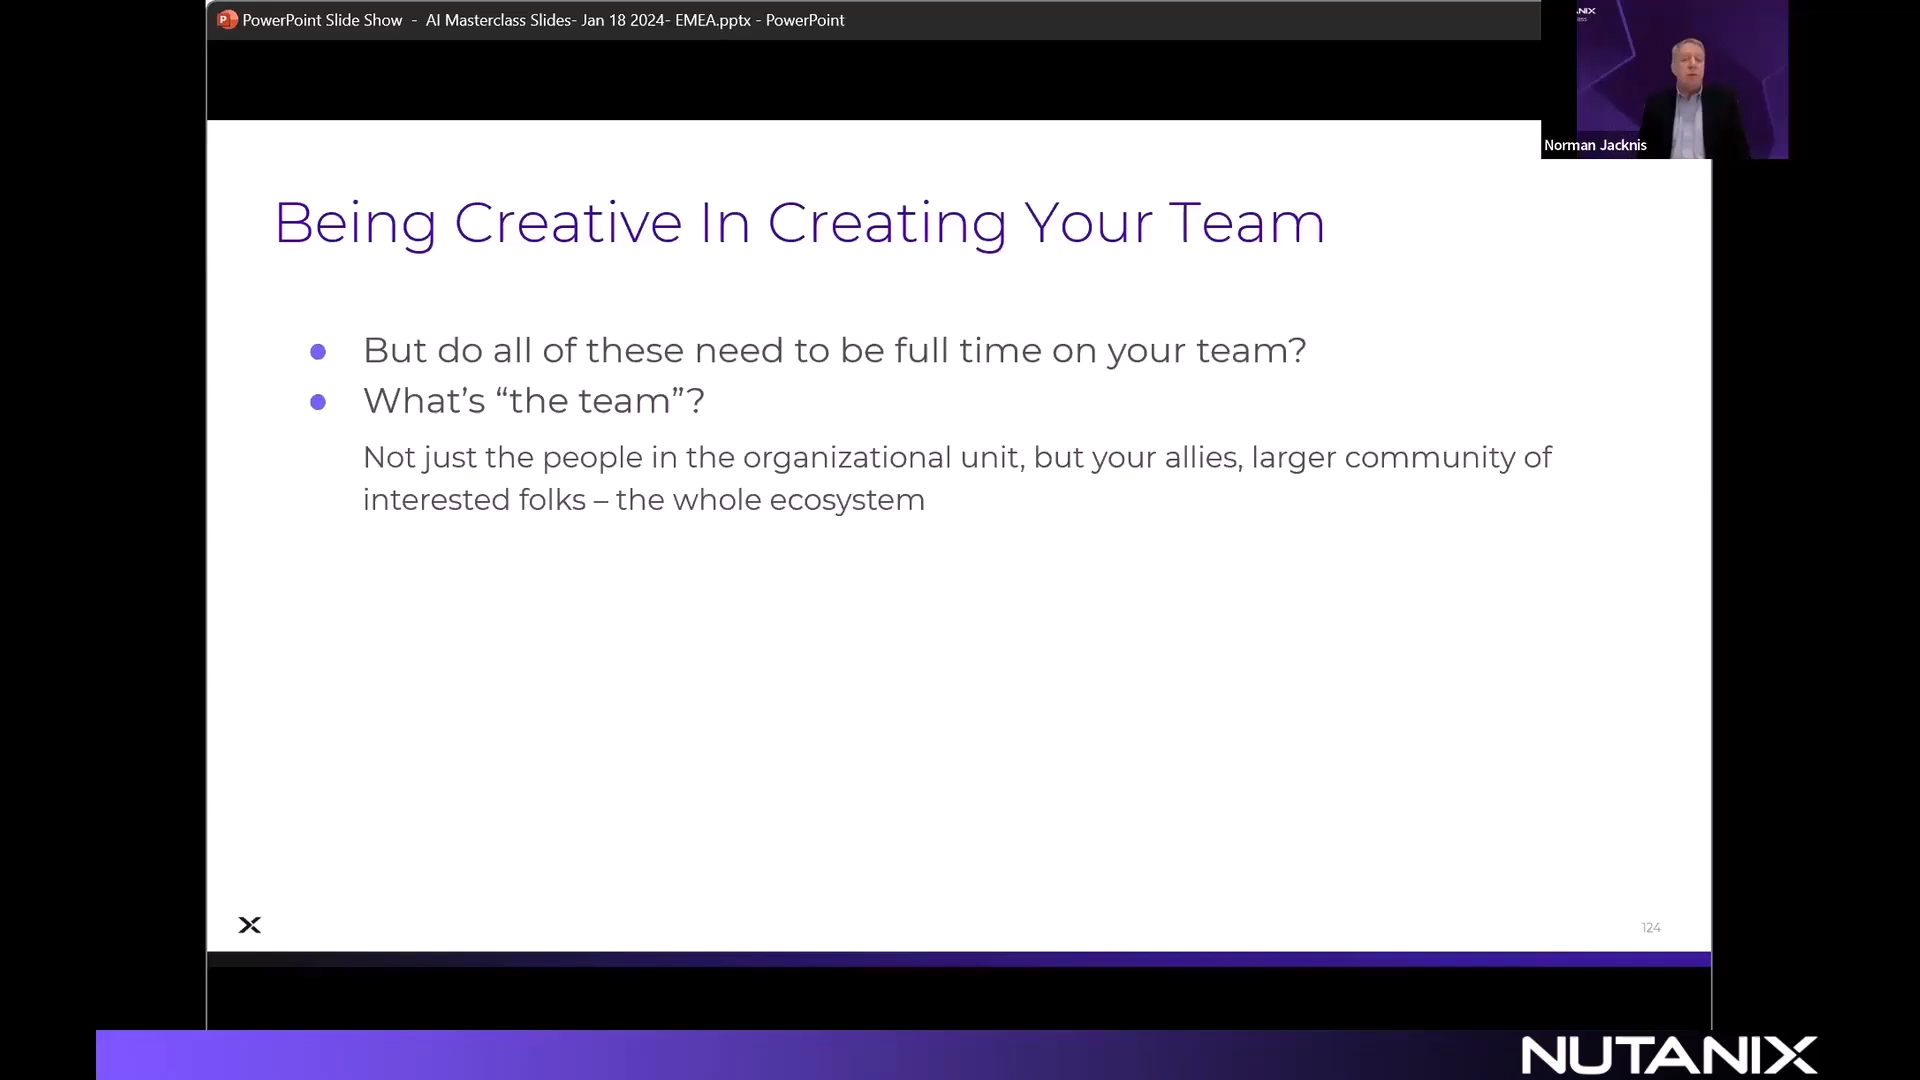 PowerPoint Slide Show - AI Masterclass Slides- Jan 18 2024- EMEA.pptx - PowerPoint
Norman Jacknis
Being Creative In Creating Your Team
But do all of these need to be full time on your team?
What’s “the team”?
Not just the people in the organizational unit, but your allies, larger community of
interested folks – the whole ecosystem
124
NUTANIX